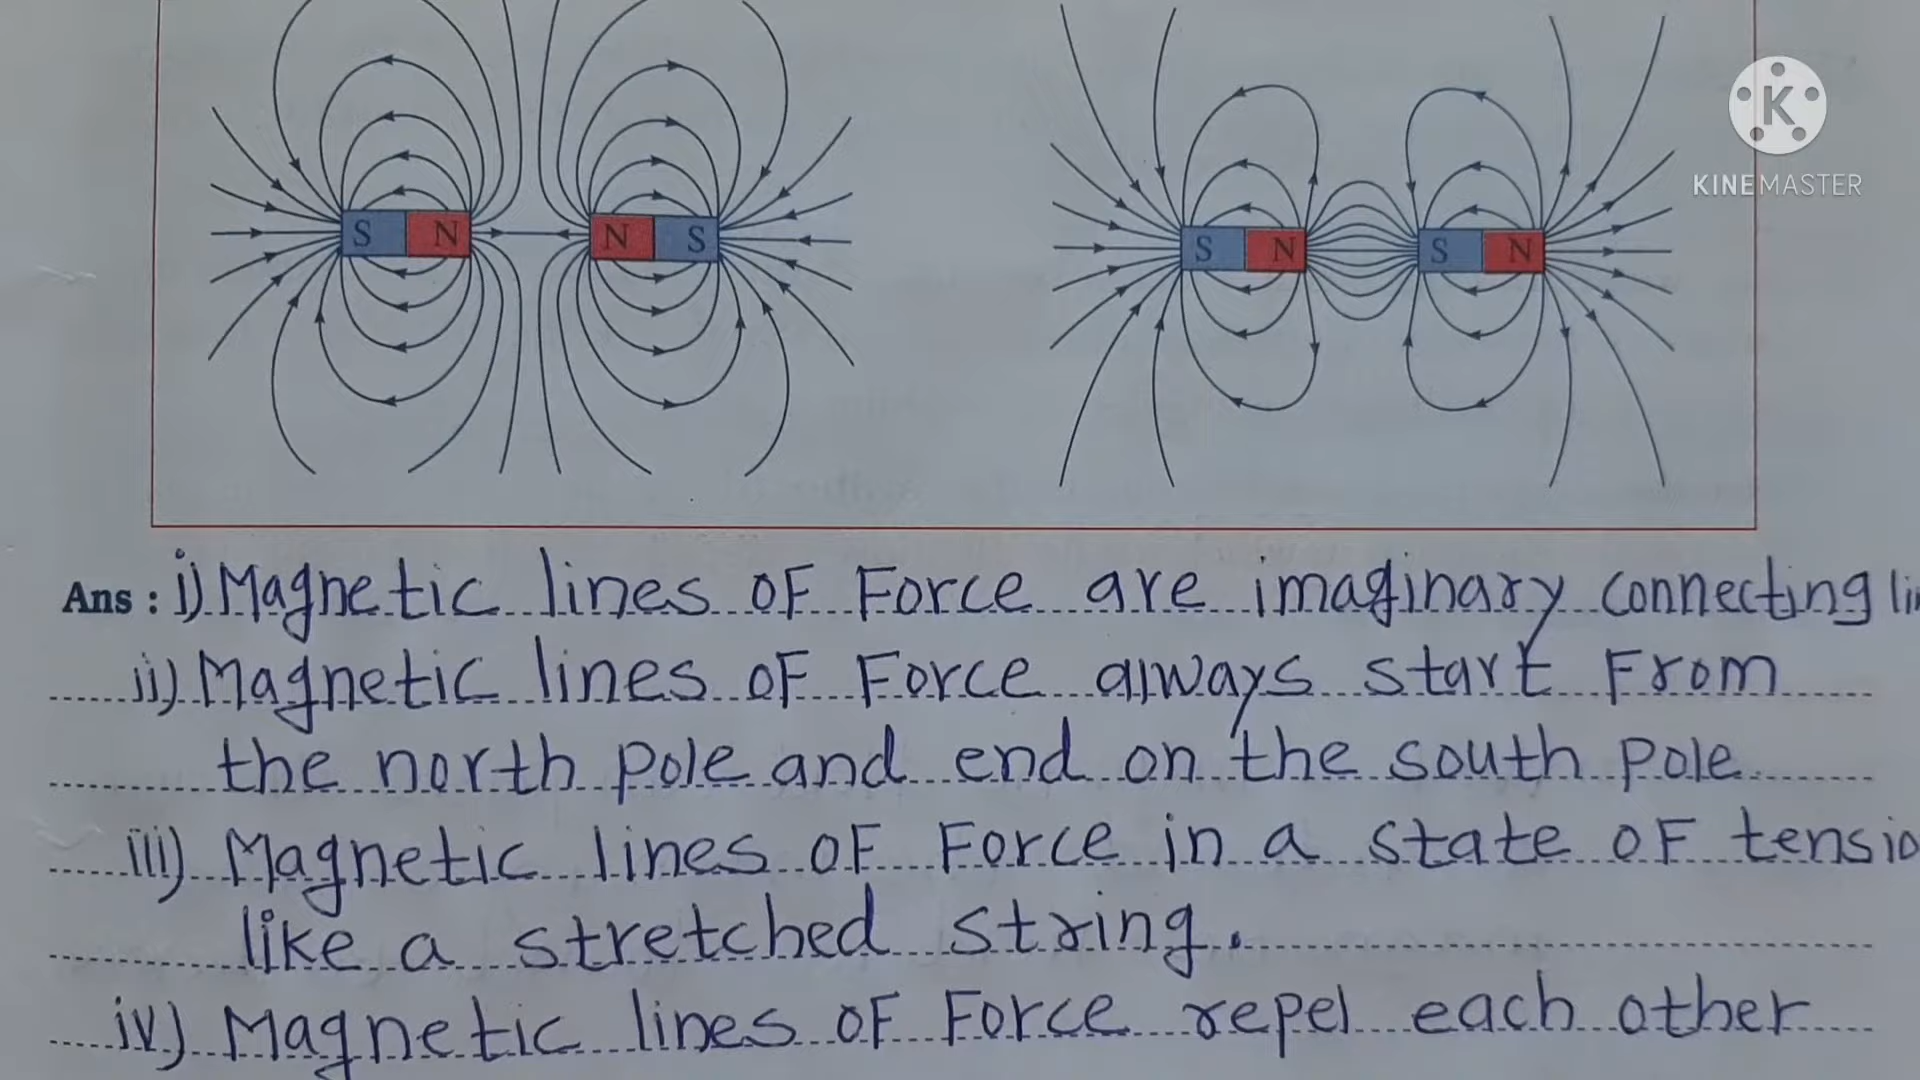 S N N S S N S N
K
KINEMASTER
Ans : i) Magnetic lines of Force are imaginary connecting
ii) Magnetic lines of Force always start From
the north pole and end on the south pole
iii) Magnetic lines of Force in a state of tensio
like a stretched string.
iv) Magnetic lines of Force repel each other